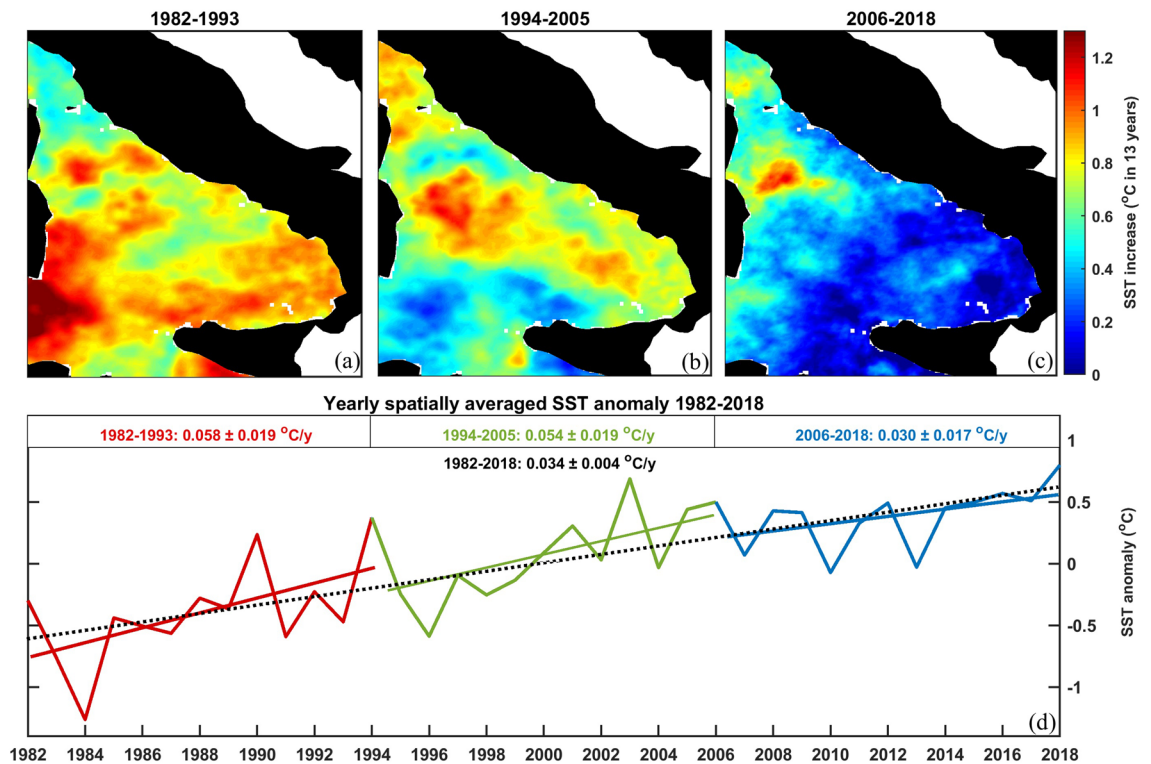 1982-1993
1994-2005
2006-2018
(a)
(b)
(c)
1.2
1
0.8
0.6
0.4
0.2
0
SST increase (°C in 13 years)
Yearly spatially averaged SST anomaly 1982-2018
1982-1993: 0.058 ± 0.019 °C/y
1994-2005: 0.054 ± 0.019 °C/y
2006-2018: 0.030 ± 0.017 °C/y
1982-2018: 0.034 ± 0.004 °C/y
1
0.5
0
-0.5
-1
SST anomaly (°C)
(d)
1982 1984 1986 1988 1990 1992 1994 1996 1998 2000 2002 2004 2006 2008 2010 2012 2014 2016 2018